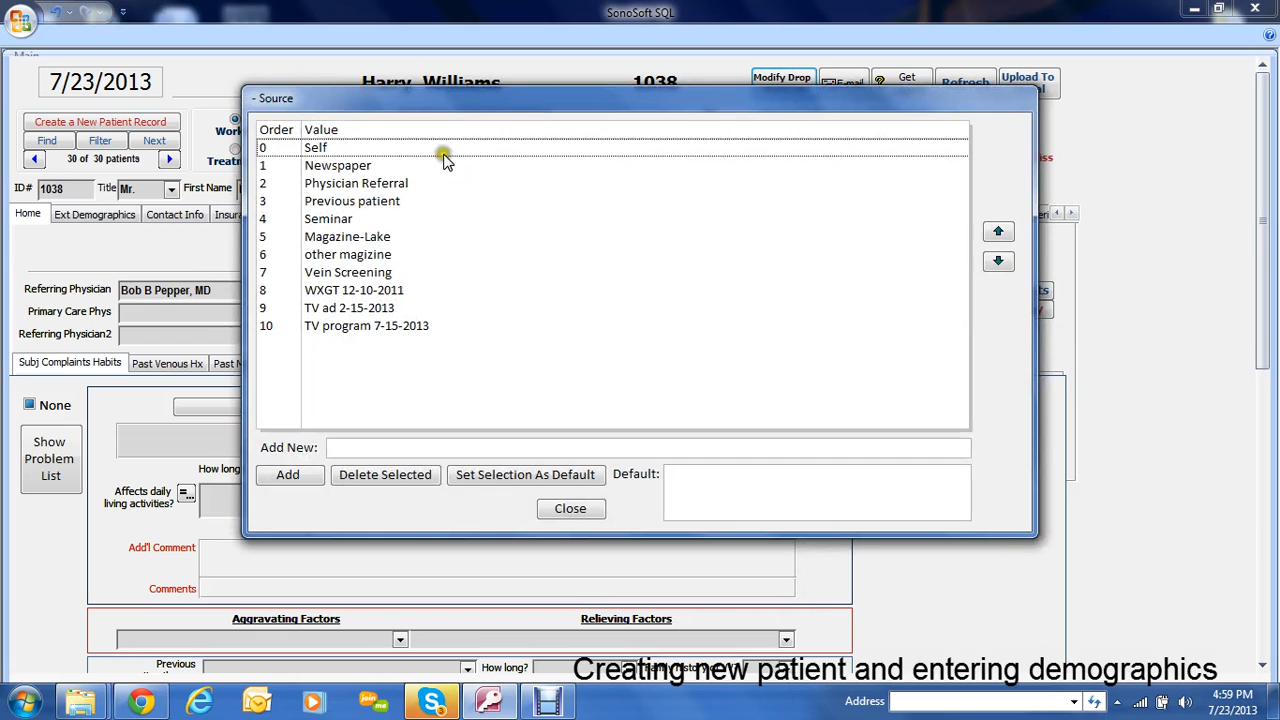 SonoSoft SQL
Main
7/23/2013
Harry Williams 1038
Modify Drop
E-mail
Get
Refresh
Upload To
Create a New Patient Record
Find Filter Next
30 of 30 patients
ID# 1038 Title Mr. First Name
Home Ext Demographics Contact Info
Referring Physician Bob B Pepper, MD
Primary Care Phys
Referring Physician2
Subj Complaints Habits Past Venous Hx
- Source
Order Value
0 Self
1 Newspaper
2 Physician Referral
3 Previous patient
4 Seminar
5 Magazine-Lake
6 other magizine
7 Vein Screening
8 WXGT 12-10-2011
9 TV ad 2-15-2013
10 TV program 7-15-2013
Add New:
Add Delete Selected Set Selection As Default Default:
Close
None
Show
Problem
List
Affects daily
living activities?
=...
Add'l Comment
Comments
Aggravating Factors Relieving Factors
Previous
How long?
Creating new patient and entering demographics
Address
4:59 PM
7/23/2013